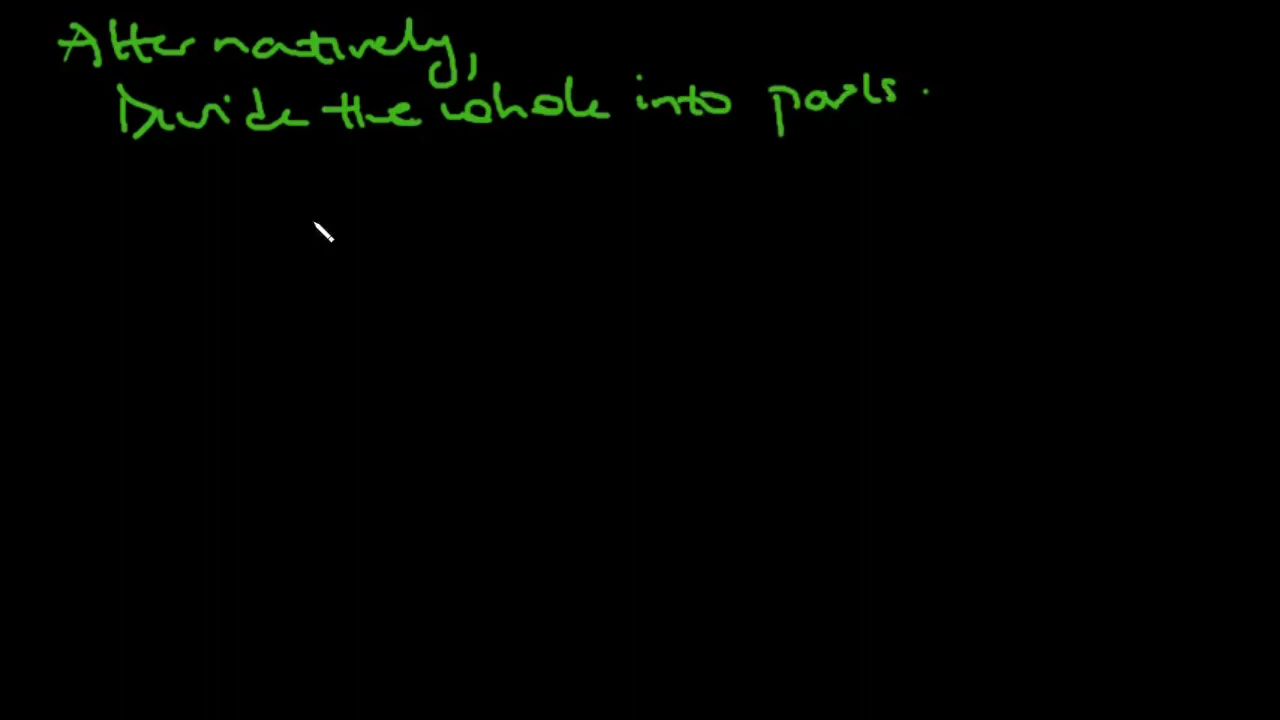 Alternatively,
Divide the whole into parts.